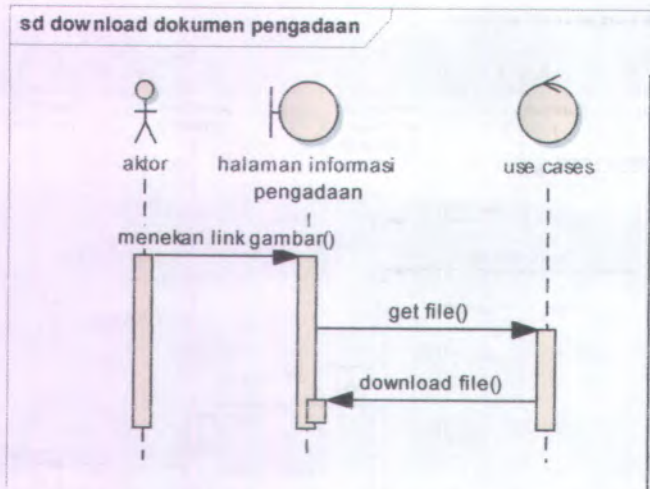 sd download dokumen pengadaan
aktor
halaman informasi
pengadaan
use cases
menekan link gambar()
get file()
download file()